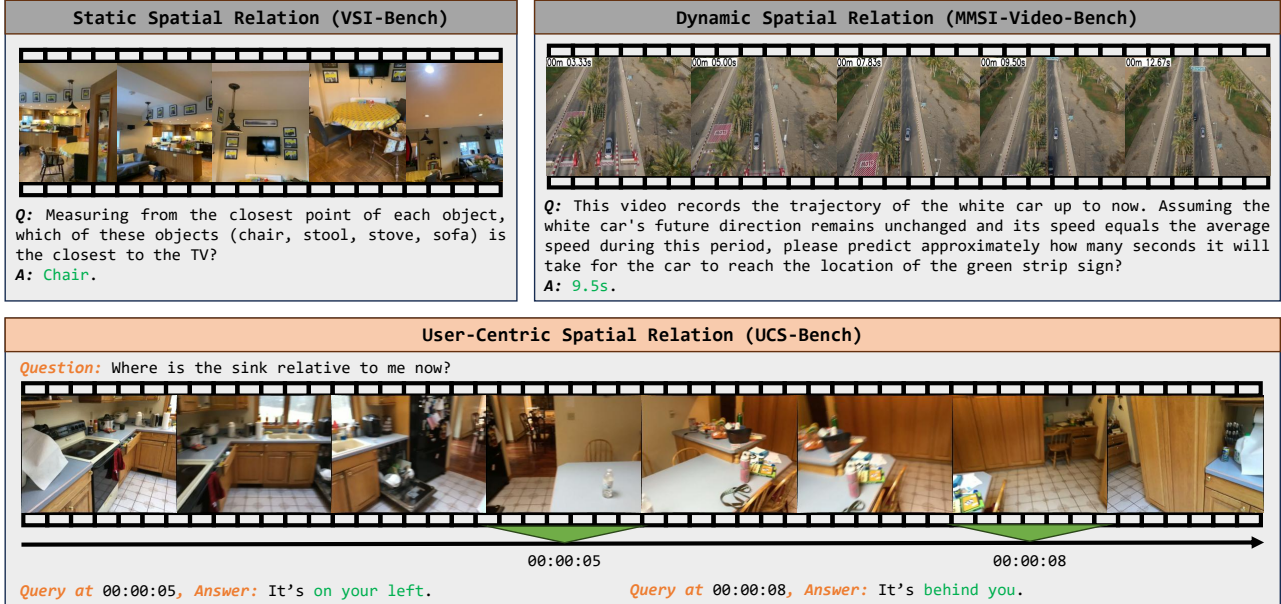 Static Spatial Relation (VSI-Bench)
Q: Measuring from the closest point of each object,
which of these objects (chair, stool, stove, sofa) is
the closest to the TV?
A: Chair.
Dynamic Spatial Relation (MMSI-Video-Bench)
00m 03.33s
00m 05.00s
00m 07.83s
00m 09.50s
00m 12.67s
Q: This video records the trajectory of the white car up to now. Assuming the
white car's future direction remains unchanged and its speed equals the average
speed during this period, please predict approximately how many seconds it will
take for the car to reach the location of the green strip sign?
A: 9.5s.
User-Centric Spatial Relation (UCS-Bench)
Question: Where is the sink relative to me now?
00:00:05
00:00:08
Query at 00:00:05, Answer: It’s on your left.
Query at 00:00:08, Answer: It’s behind you.